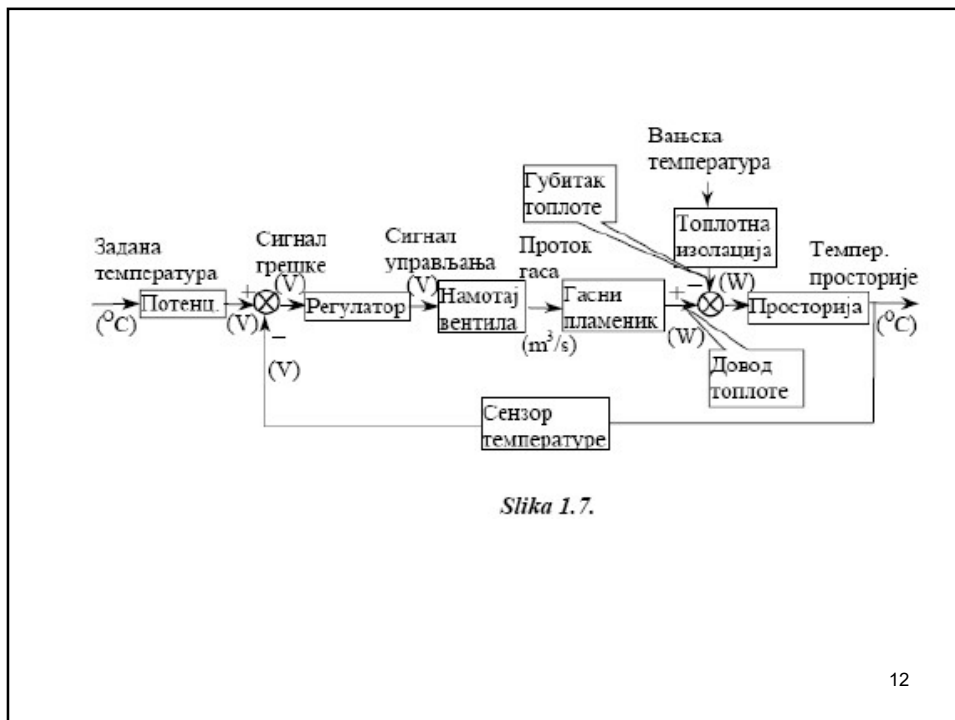 Вањска
температура
Губитак
топлоте
Топлотна
изолација
Задана
температура
Сигнал
грешке
Сигнал
управљања
Проток
гаса
Темпер.
просторије
(°C)
Потенц.
+
(V)
−
(V)
(V)
Регулатор
(V)
Намотај
вентила
(m³/s)
Гасни
пламеник
+
(W)
−
(W)
Просторија
(°C)
Довод
топлоте
Сензор
температуре
Slika 1.7.
12